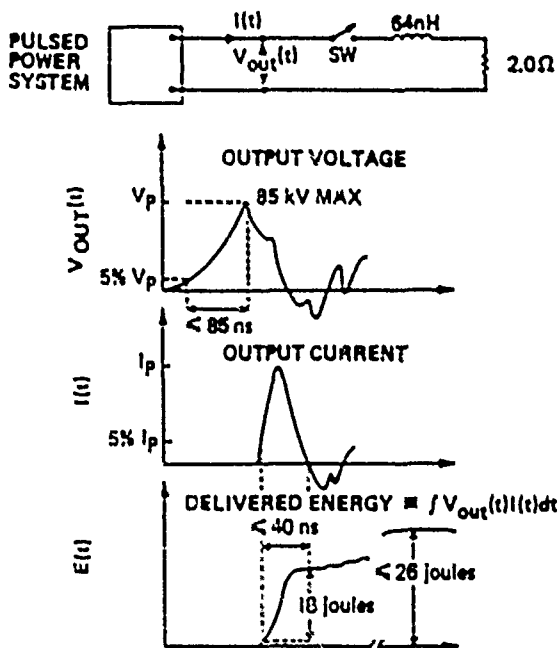 I(t)
64nH
PULSED
POWER
SYSTEM
V_out(t)
SW
2.0Ω
OUTPUT VOLTAGE
V_OUT(t)
V_p
85 kV MAX
5% V_p
≤ 85 ns
OUTPUT CURRENT
I(t)
I_p
5% I_p
DELIVERED ENERGY ≡ ∫V_out(t)I(t)dt
≤ 40 ns
E(t)
≤ 26 joules
18 joules